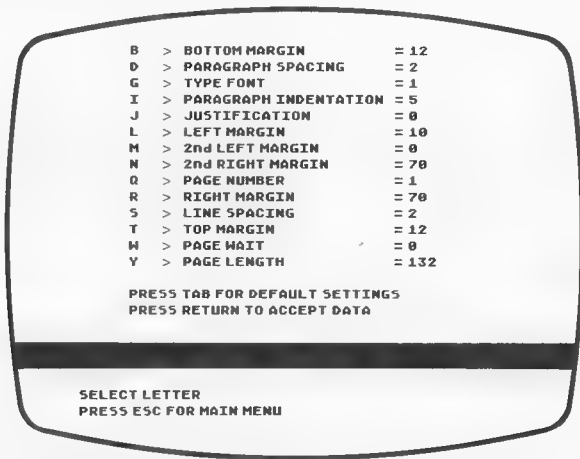 B > BOTTOM MARGIN = 12
D > PARAGRAPH SPACING = 2
G > TYPE FONT = 1
I > PARAGRAPH INDENTATION = 5
J > JUSTIFICATION = 0
L > LEFT MARGIN = 10
M > 2nd LEFT MARGIN = 0
N > 2nd RIGHT MARGIN = 70
Q > PAGE NUMBER = 1
R > RIGHT MARGIN = 70
S > LINE SPACING = 2
T > TOP MARGIN = 12
W > PAGE WAIT = 0
Y > PAGE LENGTH = 132
PRESS TAB FOR DEFAULT SETTINGS
PRESS RETURN TO ACCEPT DATA
SELECT LETTER
PRESS ESC FOR MAIN MENU